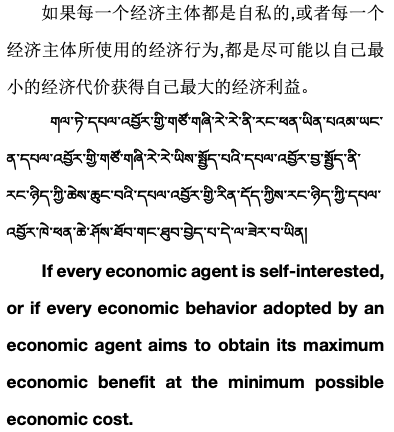 如果每一个经济主体都是自私的,或者每一个
经济主体所使用的经济行为,都是尽可能以自己最
小的经济代价获得自己最大的经济利益。
གལ་ཏེ་དཔལ་འབྱོར་གྱི་གཙོ་གཞི་རེ་རེ་ནི་རང་ཕན་ཡིན་པའམ་ཡང་
ན་དཔལ་འབྱོར་གྱི་གཙོ་གཞི་རེ་རེ་ཡིས་སྤྱོད་པའི་དཔལ་འབྱོར་བྱ་སྤྱོད་ནི་
རང་ཉིད་ཀྱི་ཆེས་ཆུང་བའི་དཔལ་འབྱོར་གྱི་རིན་དོད་ཀྱིས་རང་ཉིད་ཀྱི་དཔལ་
འབྱོར་ཁེ་ཕན་ཆེ་ཤོས་ཐོབ་གང་ཐུབ་བྱེད་པ་དེ་ལ་ཟེར་བ་ཡིན།
If every economic agent is self-interested,
or if every economic behavior adopted by an
economic agent aims to obtain its maximum
economic benefit at the minimum possible
economic cost.